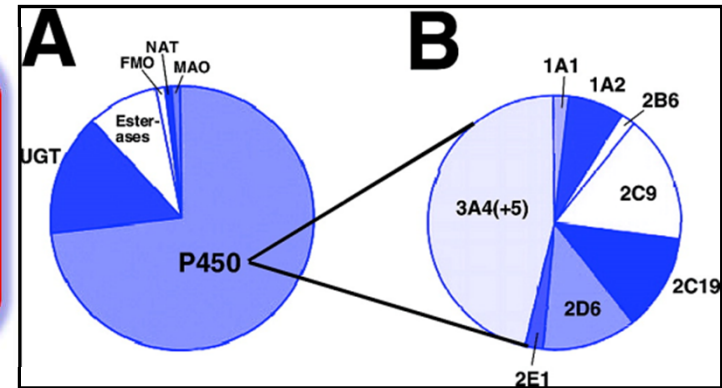 A
B
NAT
FMO
MAO
Ester-
ases
UGT
P450
1A1
1A2
2B6
2C9
3A4(+5)
2C19
2D6
2E1